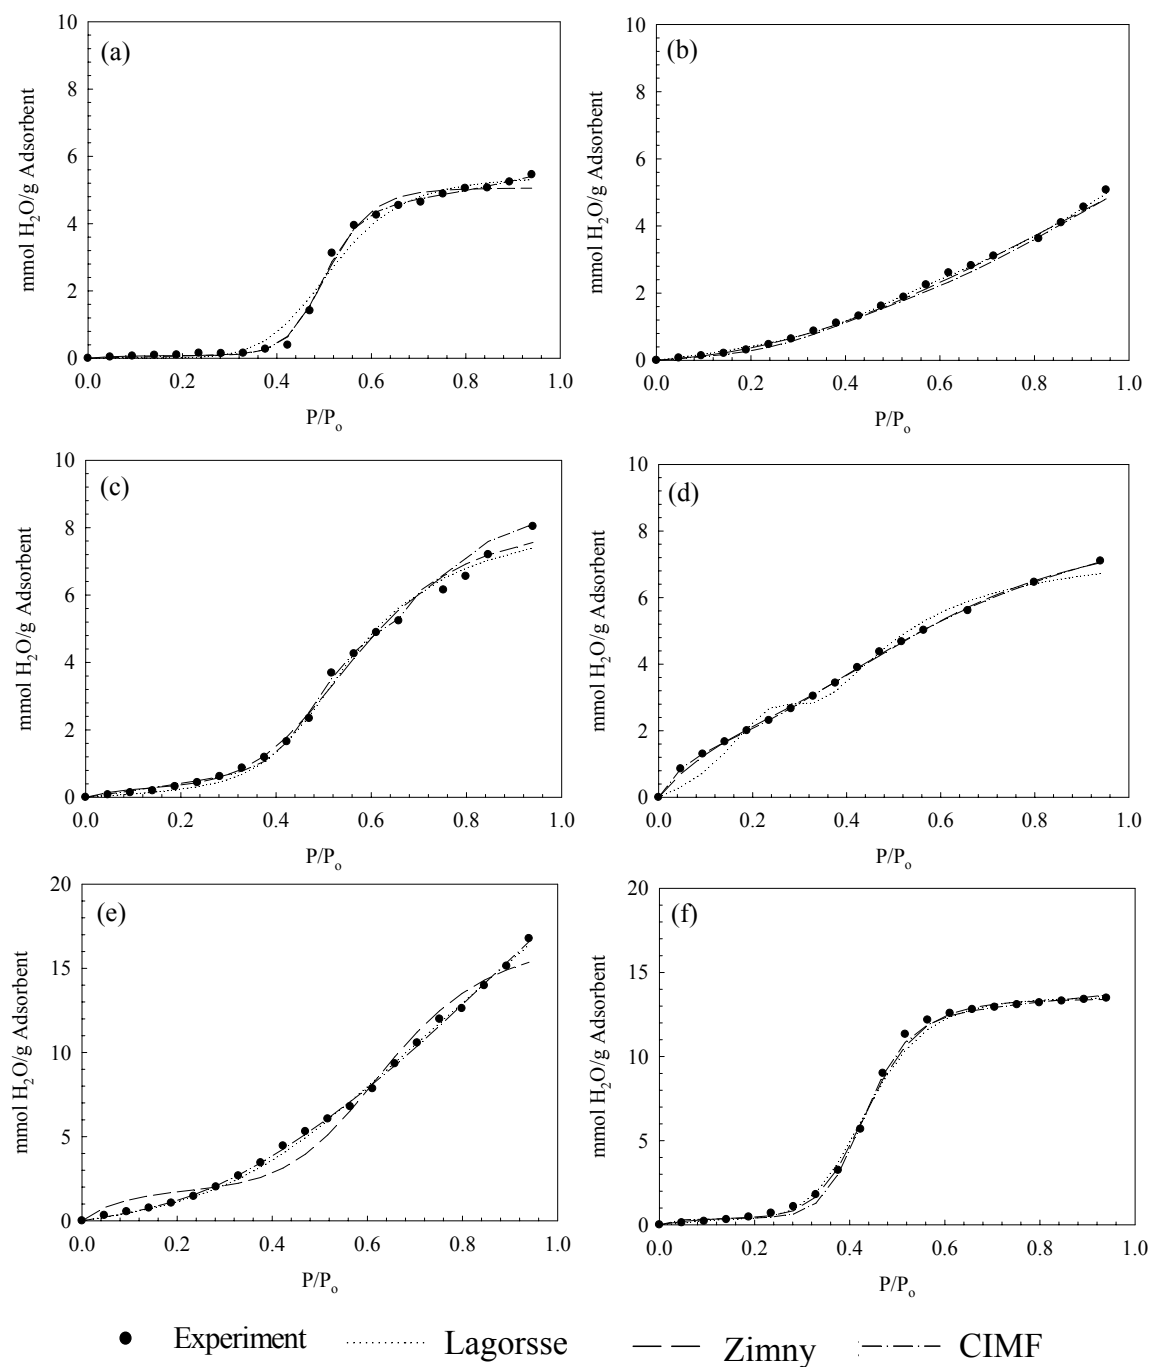 (a)
mmol H₂O/g Adsorbent
10
8
6
4
2
0
0.0 0.2 0.4 0.6 0.8 1.0
P/Pₒ
(b)
mmol H₂O/g Adsorbent
10
8
6
4
2
0
0.0 0.2 0.4 0.6 0.8 1.0
P/Pₒ
(c)
mmol H₂O/g Adsorbent
10
8
6
4
2
0
0.0 0.2 0.4 0.6 0.8 1.0
P/Pₒ
(d)
mmol H₂O/g Adsorbent
10
8
6
4
2
0
0.0 0.2 0.4 0.6 0.8 1.0
P/Pₒ
(e)
mmol H₂O/g Adsorbent
20
15
10
5
0
0.0 0.2 0.4 0.6 0.8 1.0
P/Pₒ
(f)
mmol H₂O/g Adsorbent
20
15
10
5
0
0.0 0.2 0.4 0.6 0.8 1.0
P/Pₒ
Experiment Lagorsse Zimny CIMF